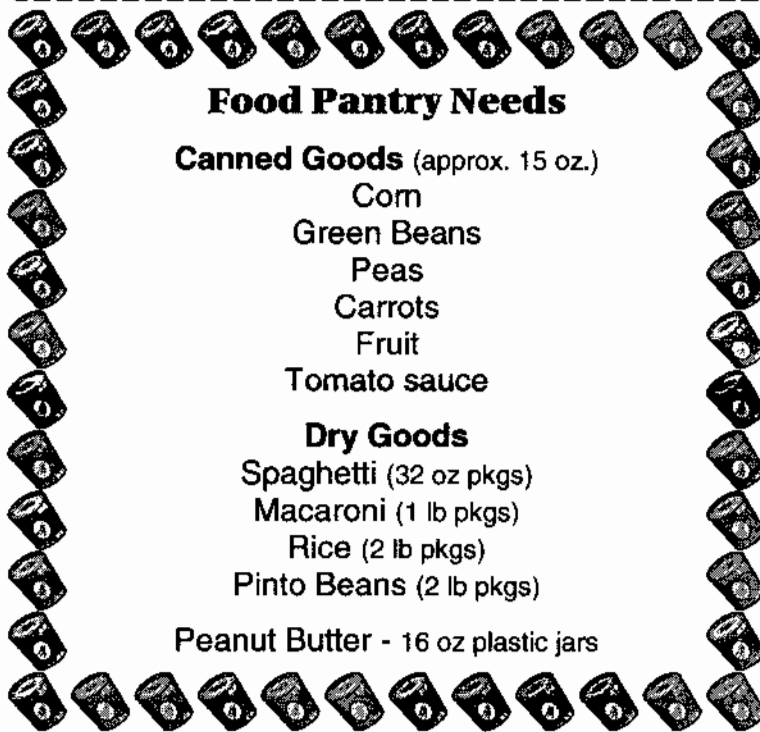 Food Pantry Needs
Canned Goods (approx. 15 oz.)
Corn
Green Beans
Peas
Carrots
Fruit
Tomato sauce
Dry Goods
Spaghetti (32 oz pkgs)
Macaroni (1 lb pkgs)
Rice (2 lb pkgs)
Pinto Beans (2 lb pkgs)
Peanut Butter - 16 oz plastic jars